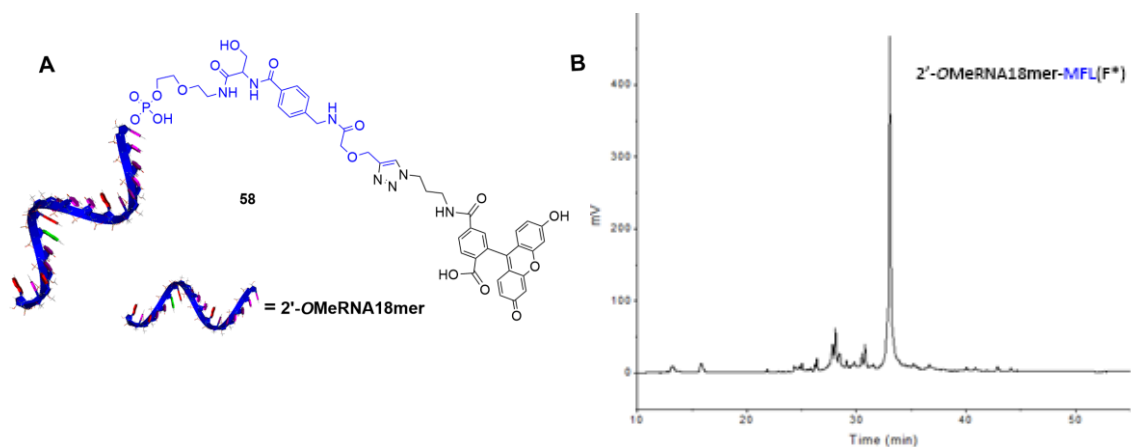 A
B
HO
O
O
O
O
P
O
OH
O
O
N
H
N
H
O
N
H
O
O
N
N
N
HN
O
HO
O
OH
O
O
58
= 2'-OMeRNA18mer
2'-OMeRNA18mer-MFL(F*)
400
300
200
100
0
mV
10 20 30 40 50
Time (min)